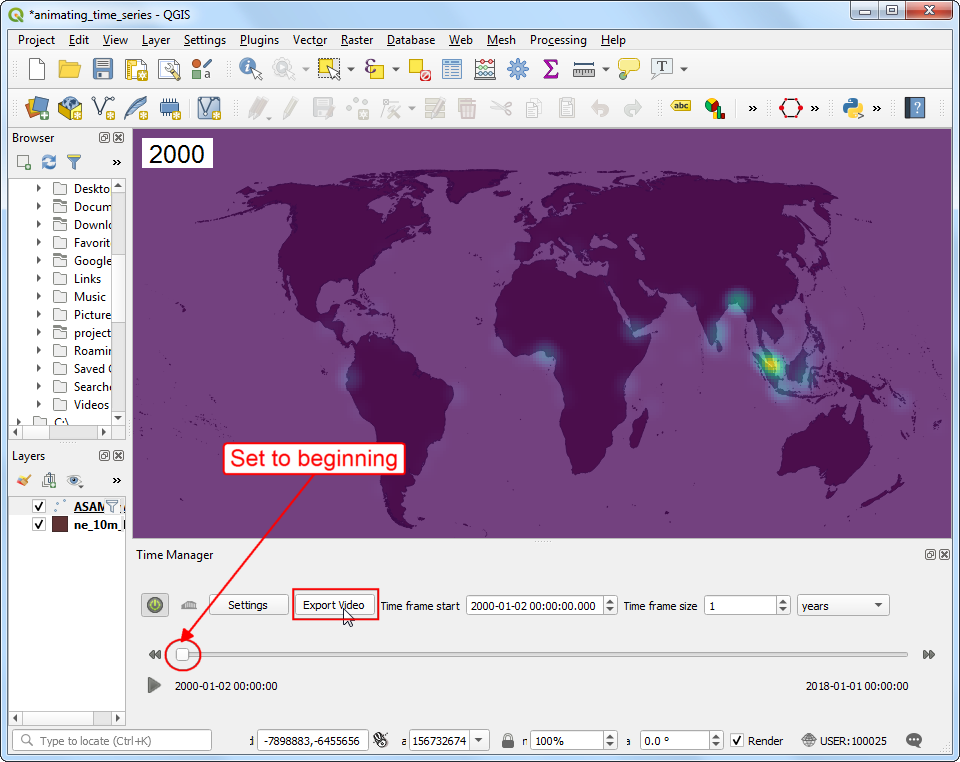 *animating_time_series - QGIS
Project Edit View Layer Settings Plugins Vector Raster Database Web Mesh Processing Help
a
T
abc
»
»
»
?
Browser
»
Deskto
Docum
Downlo
Favorit
Google
Links
Music
Picture
project
Roamin
Saved
Searche
Videos
C:\
Layers
»
ASAM
ne_10m_
2000
Set to beginning
Time Manager
Settings Export Video Time frame start 2000-01-02 00:00:00.000 Time frame size 1 years
2000-01-02 00:00:00 2018-01-01 00:00:00
Type to locate (Ctrl+K) d -7898883,-6455656 a 156732674 100% a 0.0 ° Render USER:100025